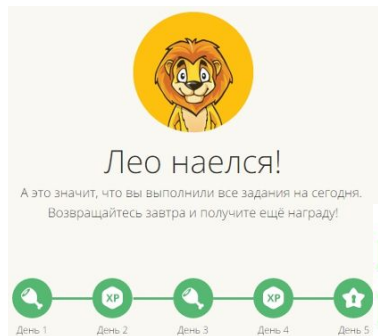 Лео наелся!
А это значит, что вы выполнили все задания на сегодня.
Возвращайтесь завтра и получите ещё награду!
XP XP
День 1 День 2 День 3 День 4 День 5